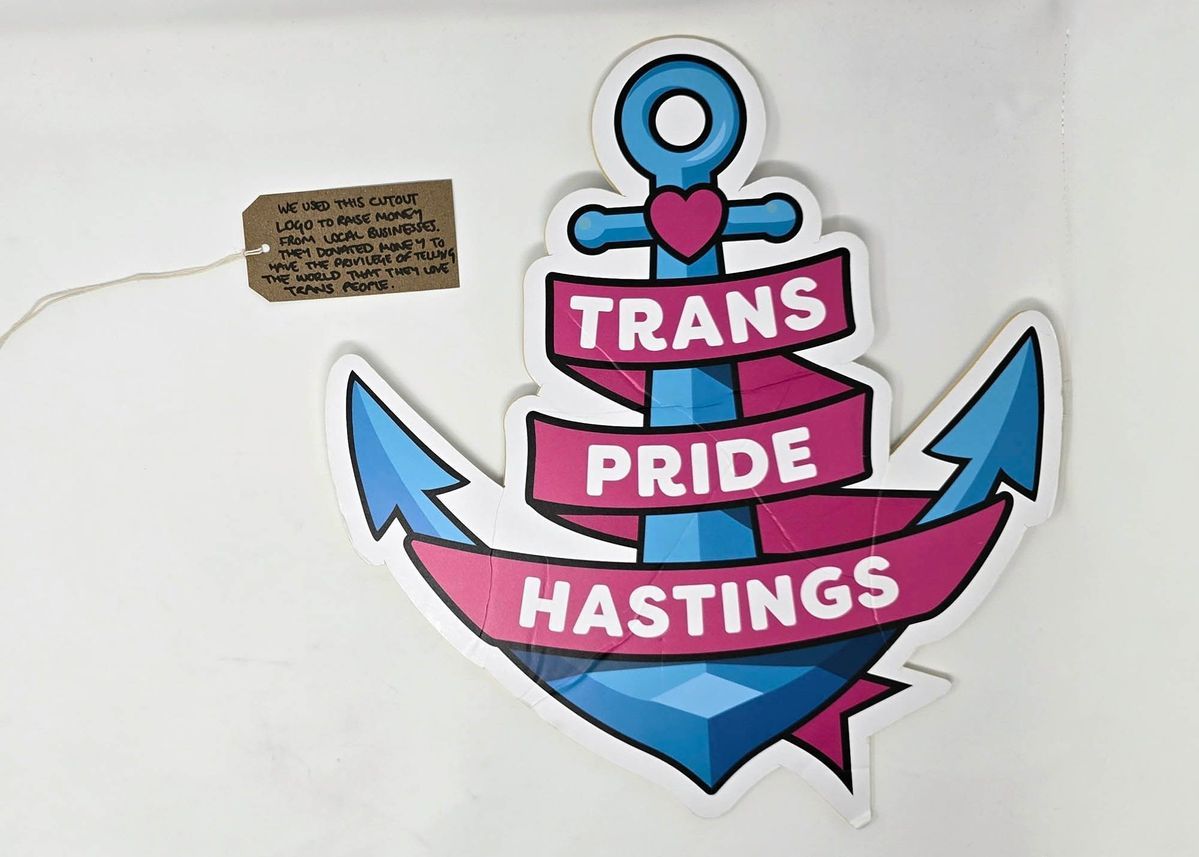 WE USED THIS CUTOUT
LOGO TO RAISE MONEY
FROM LOCAL BUSINESSES.
THEY DONATED MONEY TO
HAVE THE PRIVILEGE OF TELLING
THE WORLD THAT THEY LOVE
TRANS PEOPLE.
TRANS
PRIDE
HASTINGS